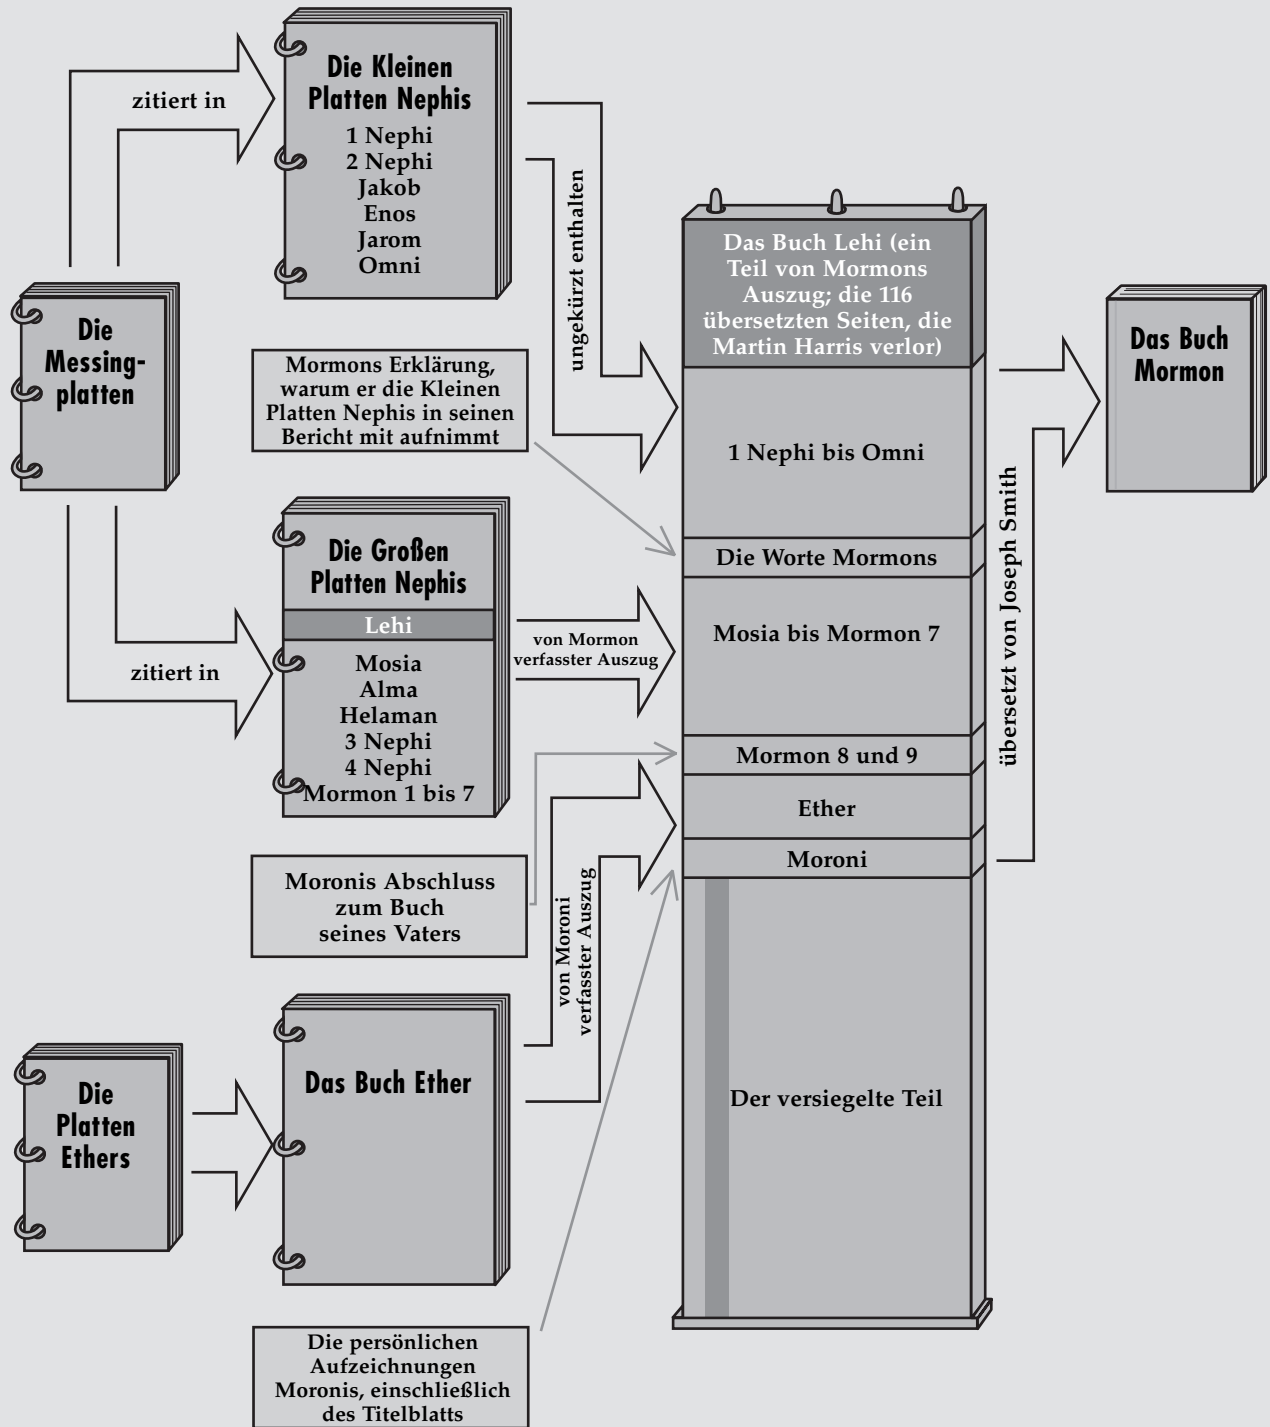 Die Kleinen
Platten Nephis
1 Nephi
2 Nephi
Jakob
Enos
Jarom
Omni
zitiert in
ungekürzt enthalten
Die
Messing-
platten
Mormons Erklärung,
warum er die Kleinen
Platten Nephis in seinen
Bericht mit aufnimmt
Die Großen
Platten Nephis
Lehi
Mosia
Alma
Helaman
3 Nephi
4 Nephi
Mormon 1 bis 7
zitiert in
von Mormon
verfasster Auszug
Moronis Abschluss
zum Buch
seines Vaters
Die
Platten
Ethers
Das Buch Ether
von Moroni
verfasster Auszug
Die persönlichen
Aufzeichnungen
Moronis, einschließlich
des Titelblatts
Das Buch Lehi (ein
Teil von Mormons
Auszug; die 116
übersetzten Seiten, die
Martin Harris verlor)
1 Nephi bis Omni
Die Worte Mormons
Mosia bis Mormon 7
Mormon 8 und 9
Ether
Moroni
Der versiegelte Teil
übersetzt von Joseph Smith
Das Buch
Mormon